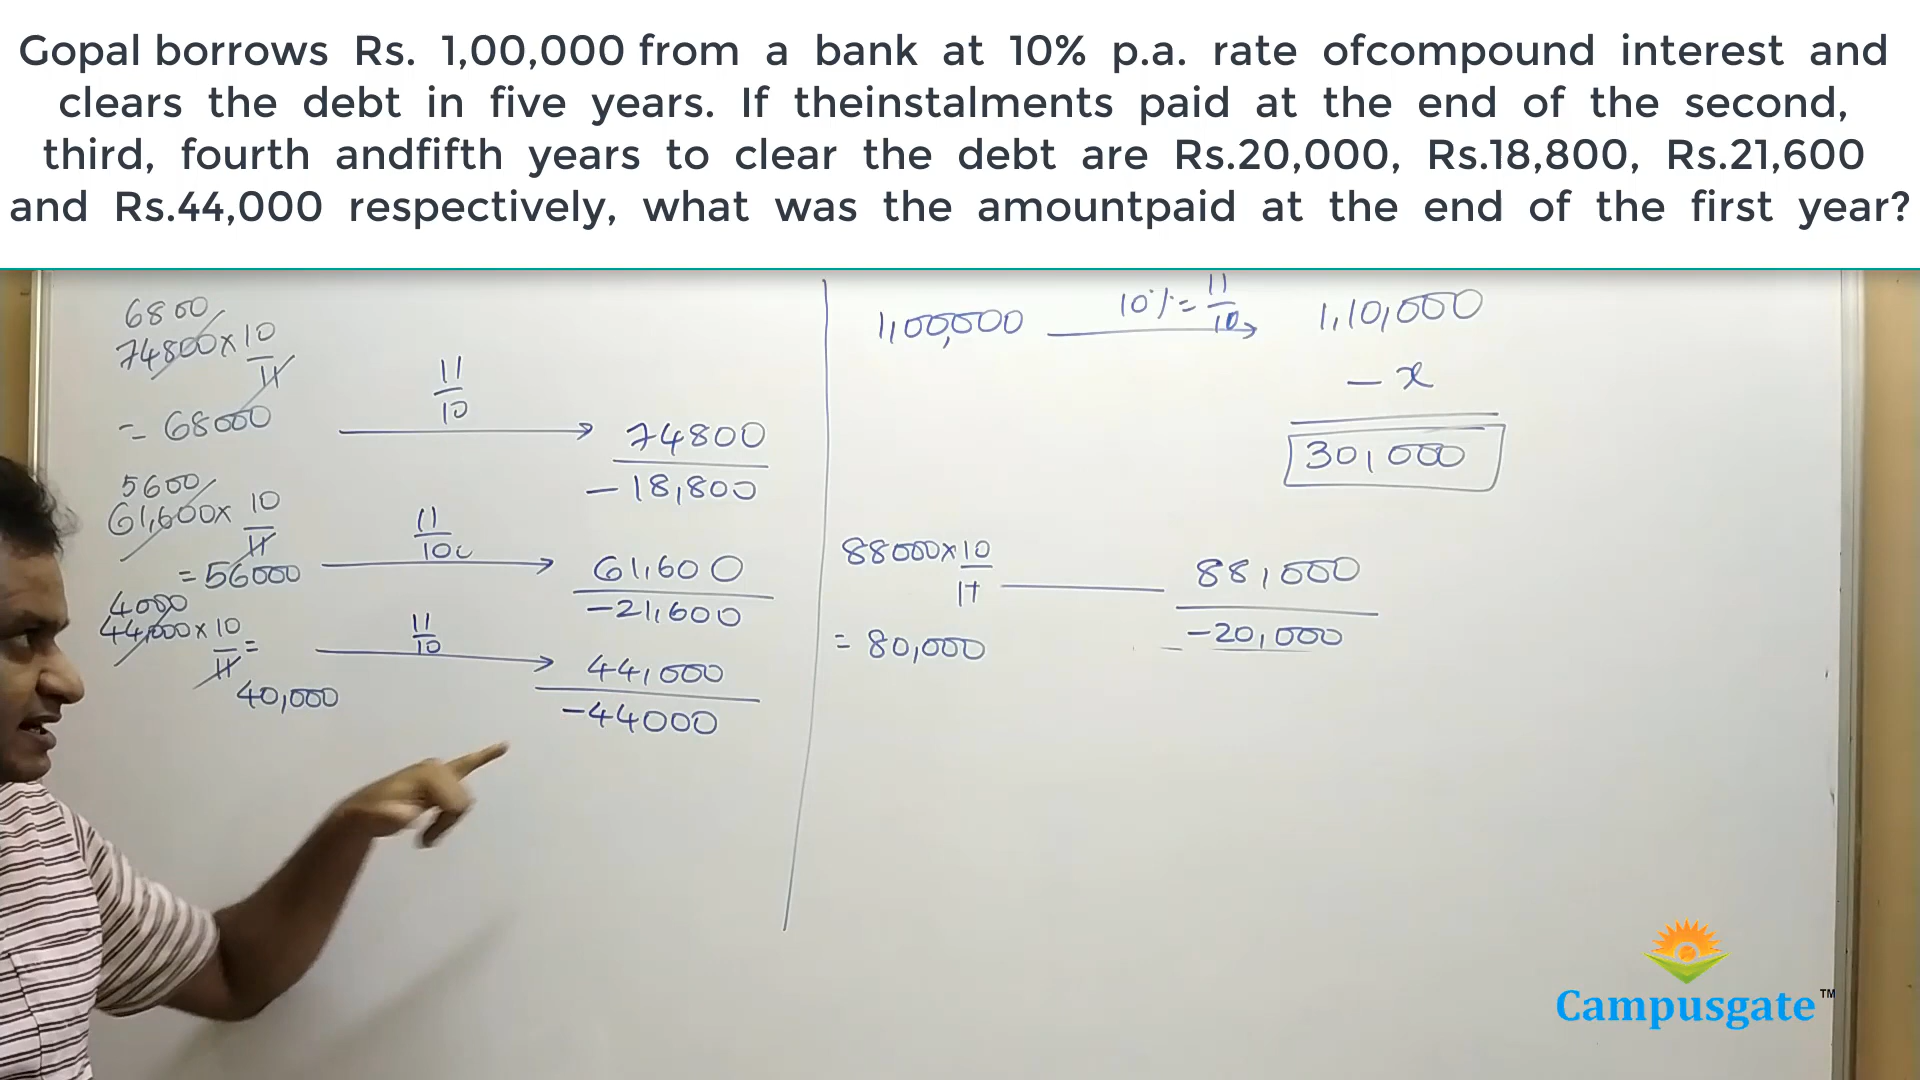 Gopal borrows Rs. 1,00,000 from a bank at 10% p.a. rate ofcompound interest and
clears the debt in five years. If theinstalments paid at the end of the second,
third, fourth andfifth years to clear the debt are Rs.20,000, Rs.18,800, Rs.21,600
and Rs.44,000 respectively, what was the amountpaid at the end of the first year?
6800
74800 x 10/11
= 68000
11/10
74800
- 18,800
5600
61,600 x 10/11
= 56000
11/10
61,600
- 21,600
4000
44,000 x 10/11 =
40,000
11/10
44,000
- 44000
1,00,000
10% = 11/10
1,10,000
- x
30,000
88000 x 10/11
= 80,000
88,000
- 20,000
Campusgate TM